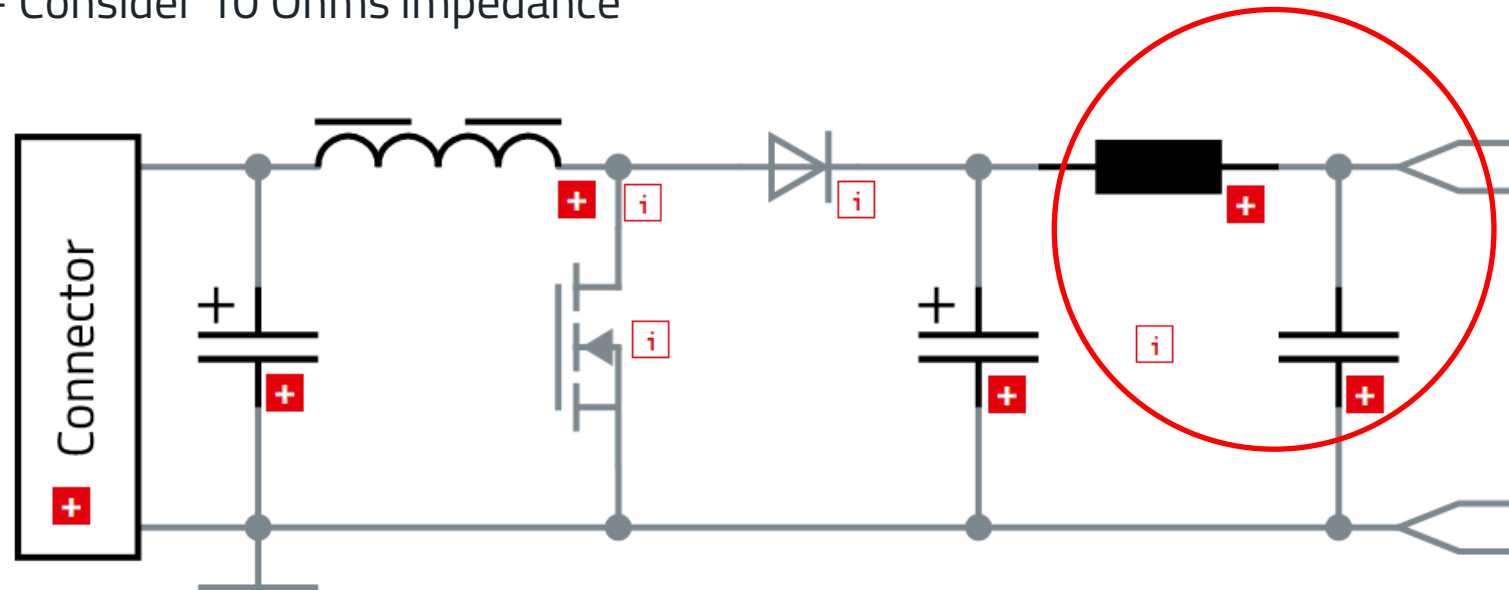 - Consider 10 Ohms Impedance
Connector
+
+
+
i
i
i
+
+
i
+
+